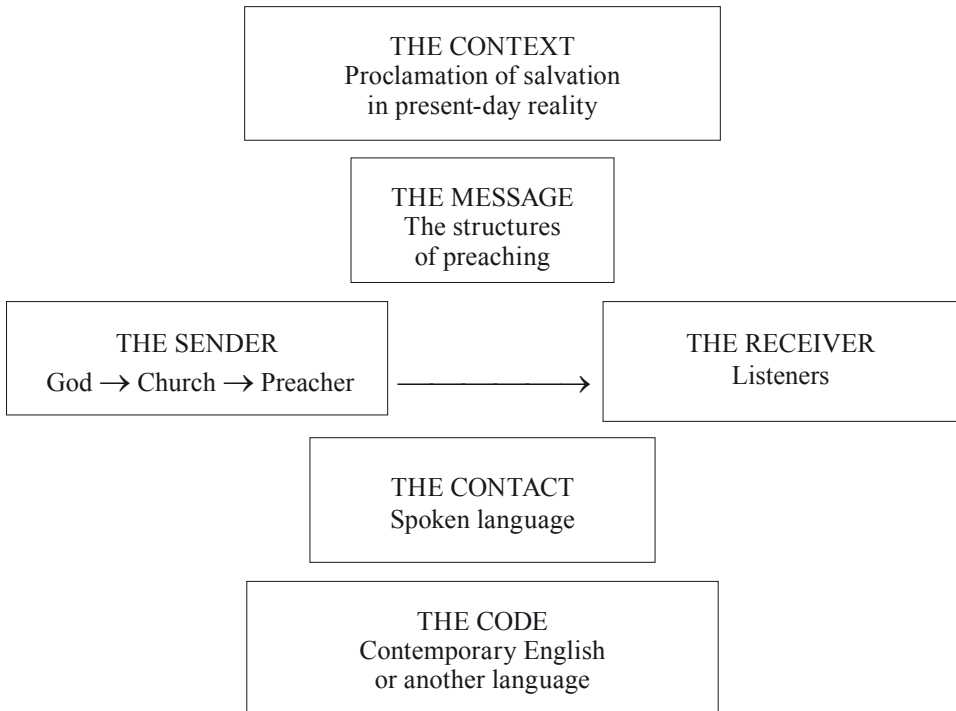 THE CONTEXT
Proclamation of salvation
in present-day reality
THE MESSAGE
The structures
of preaching
THE SENDER
God → Church → Preacher
THE RECEIVER
Listeners
THE CONTACT
Spoken language
THE CODE
Contemporary English
or another language